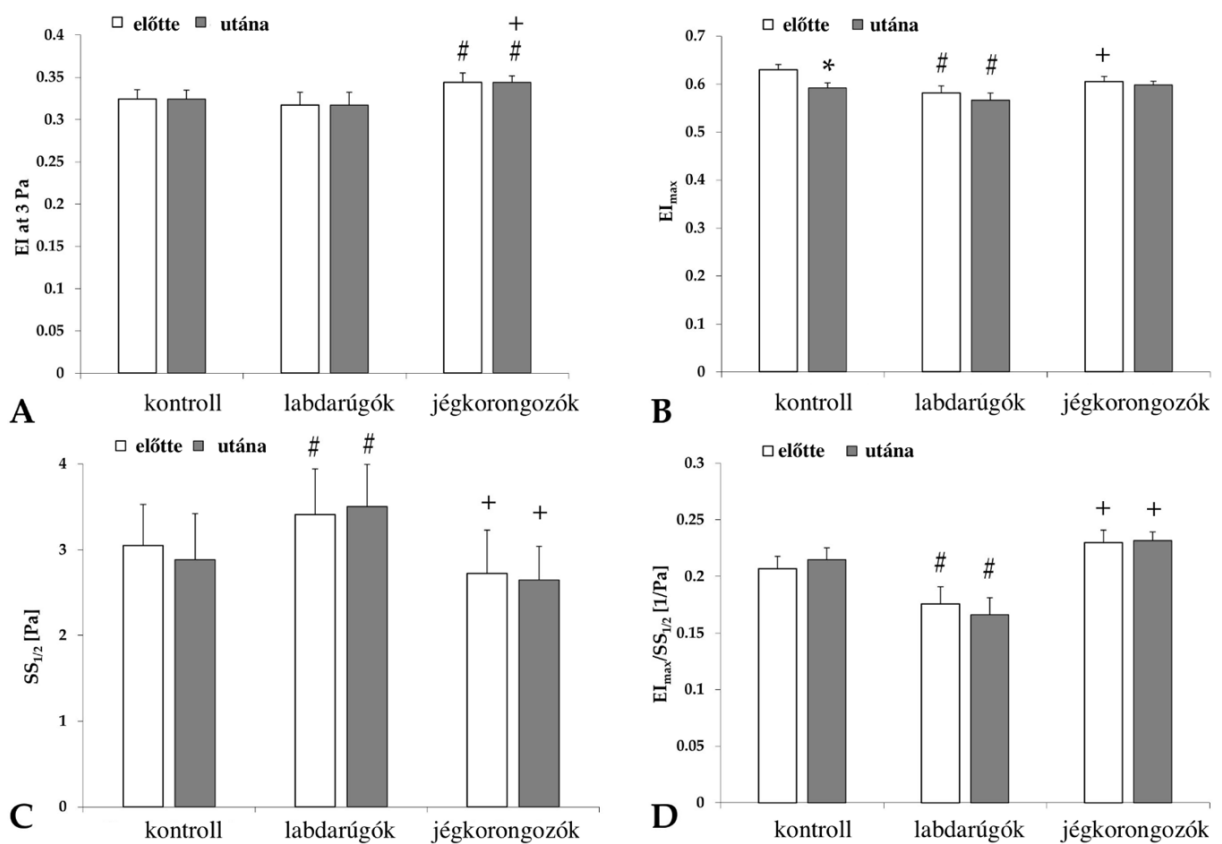 előtte utána
+
# #
0.4
0.35
0.3
0.25
0.2
0.15
0.1
0.05
0
EI at 3 Pa
kontroll labdarúgók jégkorongozók
A
előtte utána
* # # +
0.7
0.6
0.5
0.4
0.3
0.2
0.1
0
EImax
kontroll labdarúgók jégkorongozók
B
előtte utána
# #
+ +
4
3
2
1
0
SS1/2 [Pa]
kontroll labdarúgók jégkorongozók
C
előtte utána
# # + +
0.3
0.25
0.2
0.15
0.1
0.05
0
EImax/SS1/2 [1/Pa]
kontroll labdarúgók jégkorongozók
D